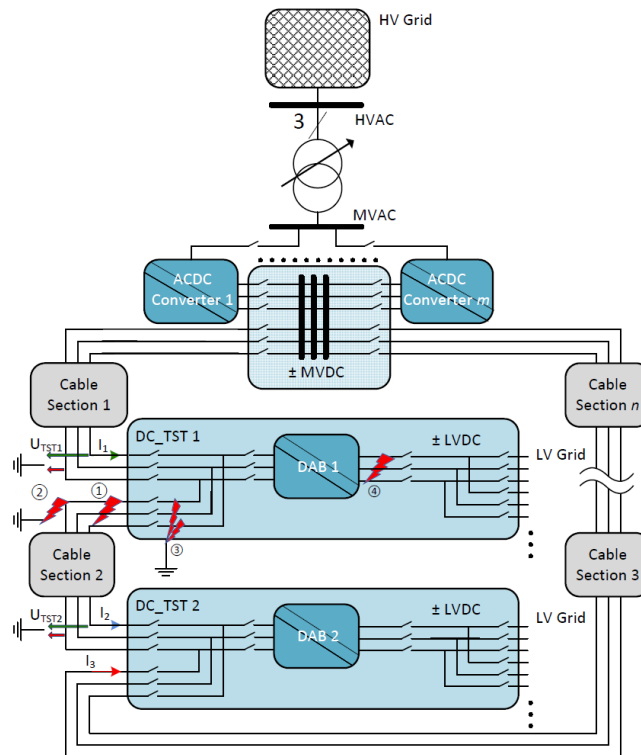 HV Grid
3
HVAC
MVAC
ACDC
Converter 1
ACDC
Converter m
± MVDC
Cable
Section 1
Cable
Section n
DC_TST 1
± LVDC
UTST1
I1
DAB 1
LV Grid
②
①
③
④
Cable
Section 2
Cable
Section 3
DC_TST 2
± LVDC
UTST2
I2
DAB 2
LV Grid
I3